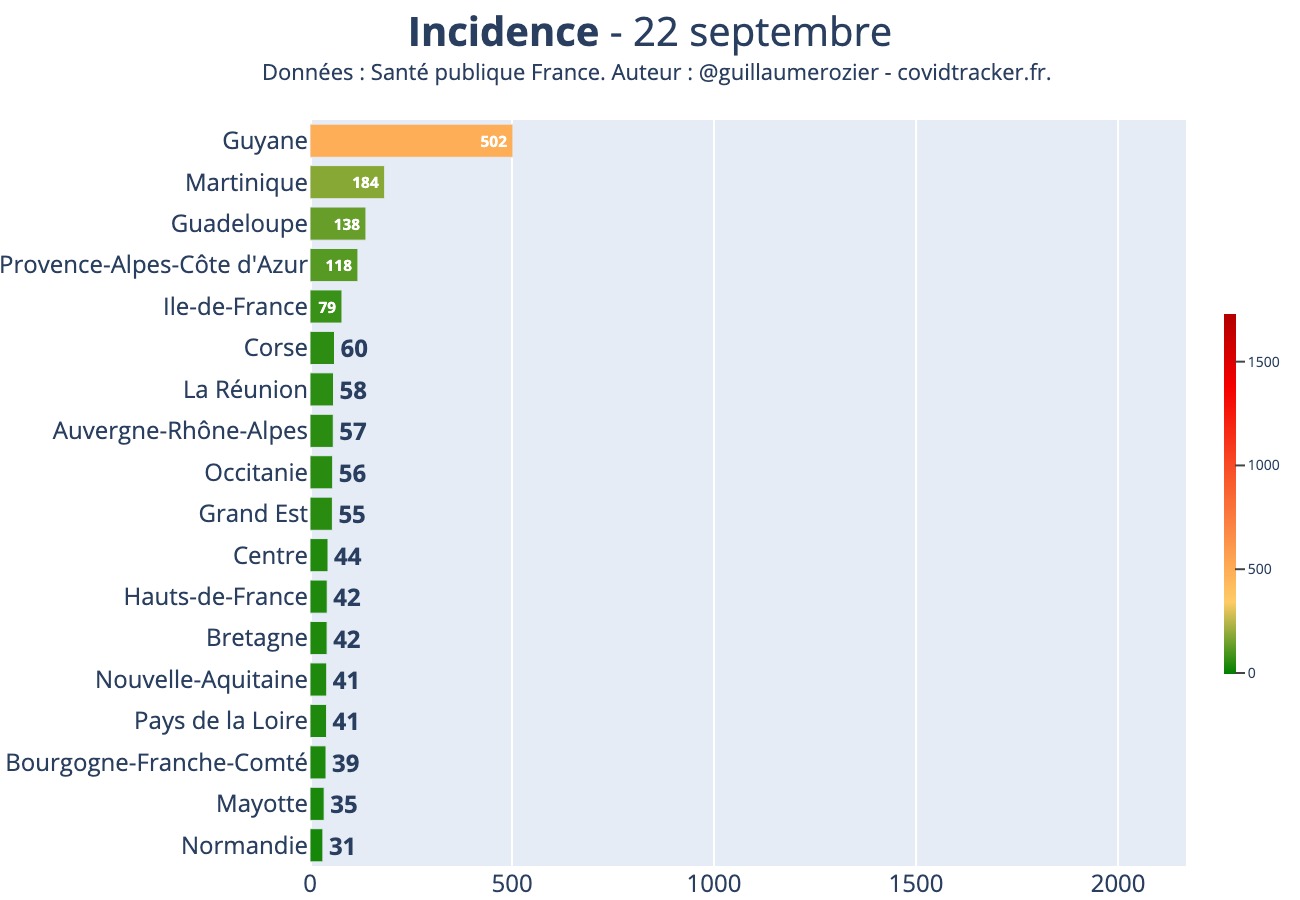 Incidence - 22 septembre
Données : Santé publique France. Auteur : @guillaumerozier - covidtracker.fr.
Guyane 502
Martinique 184
Guadeloupe 138
Provence-Alpes-Côte d'Azur 118
Ile-de-France 79
Corse 60
La Réunion 58
Auvergne-Rhône-Alpes 57
Occitanie 56
Grand Est 55
Centre 44
Hauts-de-France 42
Bretagne 42
Nouvelle-Aquitaine 41
Pays de la Loire 41
Bourgogne-Franche-Comté 39
Mayotte 35
Normandie 31
0 500 1000 1500 2000
1500
1000
500
0